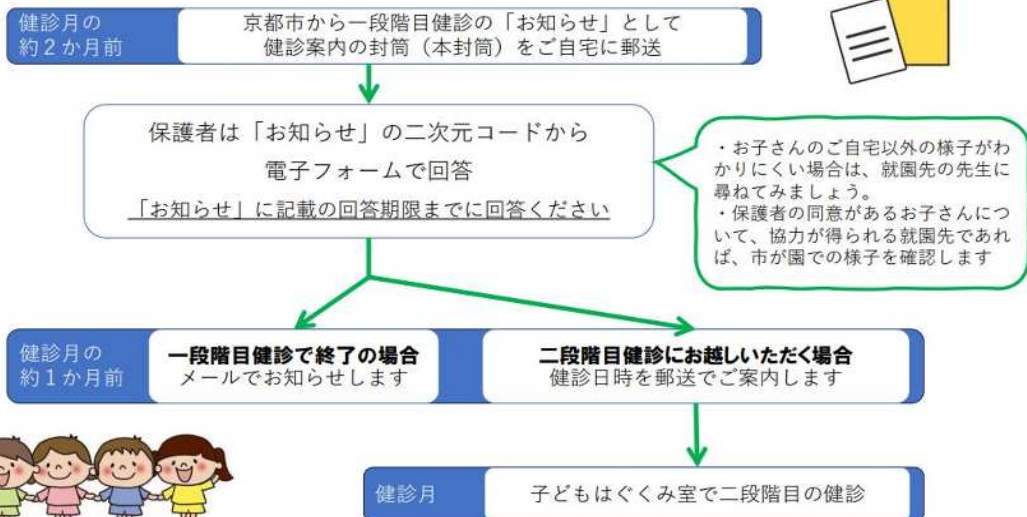 健診月の
約２か月前
京都市から一段階目健診の「お知らせ」として
健診案内の封筒（本封筒）をご自宅に郵送
保護者は「お知らせ」の二次元コードから
電子フォームで回答
「お知らせ」に記載の回答期限までに回答ください
・お子さんのご自宅以外の様子がわ
かりにくい場合は、就園先の先生に
尋ねてみましょう。
・保護者の同意があるお子さんにつ
いて、協力が得られる就園先であれ
ば、市が園での様子を確認します
健診月の
約１か月前
一段階目健診で終了の場合
メールでお知らせします
二段階目健診にお越しいただく場合
健診日時を郵送でご案内します
健診月
子どもはぐくみ室で二段階目の健診